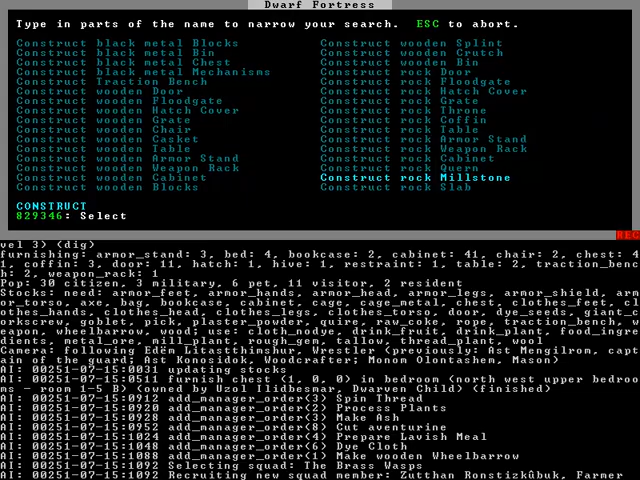 Dwarf Fortress
Type in parts of the name to narrow your search.  ESC to abort.
Construct black metal Blocks
Construct black metal Bin
Construct black metal Chest
Construct black metal Mechanisms
Construct Traction Bench
Construct wooden Door
Construct wooden Floodgate
Construct wooden Hatch Cover
Construct wooden Grate
Construct wooden Chair
Construct wooden Casket
Construct wooden Table
Construct wooden Armor Stand
Construct wooden Weapon Rack
Construct wooden Cabinet
Construct wooden Blocks
Construct wooden Splint
Construct wooden Crutch
Construct wooden Bin
Construct rock Door
Construct rock Floodgate
Construct rock Hatch Cover
Construct rock Grate
Construct rock Throne
Construct rock Coffin
Construct rock Table
Construct rock Armor Stand
Construct rock Weapon Rack
Construct rock Cabinet
Construct rock Quern
Construct rock Millstone
Construct rock Slab
CONSTRUCT
829346: Select
REC
vel 3) (dig)
furnishing: armor_stand: 3, bed: 4, bookcase: 2, cabinet: 41, chair: 2, chest: 4
1, coffin: 3, door: 11, hatch: 1, hive: 1, restraint: 1, table: 2, traction_benc
h: 2, weapon_rack: 1
Pop: 30 citizen, 3 military, 6 pet, 11 visitor, 2 resident
Stocks: need: armor_feet, armor_hands, armor_head, armor_legs, armor_shield, arm
or_torso, axe, bag, bookcase, cabinet, cage, cage_metal, chest, clothes_feet, cl
othes_hands, clothes_head, clothes_legs, clothes_torso, door, dye_seeds, giant_c
orkscrew, goblet, pick, plaster_powder, quire, raw_coke, rope, traction_bench, w
eapon, wheelbarrow, wood; use: cloth_nodye, drink_fruit, drink_plant, food_ingre
dients, metal_ore, mill_plant, rough_gem, tallow, thread_plant, wool
Camera: following Edëm Litastthimshur, Wrestler (previously: Ast Mengilrom, capt
ain of the guard; Ast Konosidok, Woodcrafter; Monom Olontashem, Mason)
AI: 00251-07-15:0031 updating stocks
AI: 00251-07-15:0511 furnish chest (1, 0, 0) in bedroom (north west upper bedroo
ms - room 1-5 B) (owned by Uzol Ilidbesmar, Dwarven Child) (finished)
AI: 00251-07-15:0912 add_manager_order(3) Spin Thread
AI: 00251-07-15:0920 add_manager_order(2) Process Plants
AI: 00251-07-15:0928 add_manager_order(3) Make Ash
AI: 00251-07-15:0952 add_manager_order(8) Cut aventurine
AI: 00251-07-15:1024 add_manager_order(4) Prepare Lavish Meal
AI: 00251-07-15:1048 add_manager_order(6) Dye Cloth
AI: 00251-07-15:1088 add_manager_order(1) Make wooden Wheelbarrow
AI: 00251-07-15:1092 Selecting squad: The Brass Wasps
AI: 00251-07-15:1092 Recruiting new squad member: Zutthan Ronstizkûbuk, Farmer